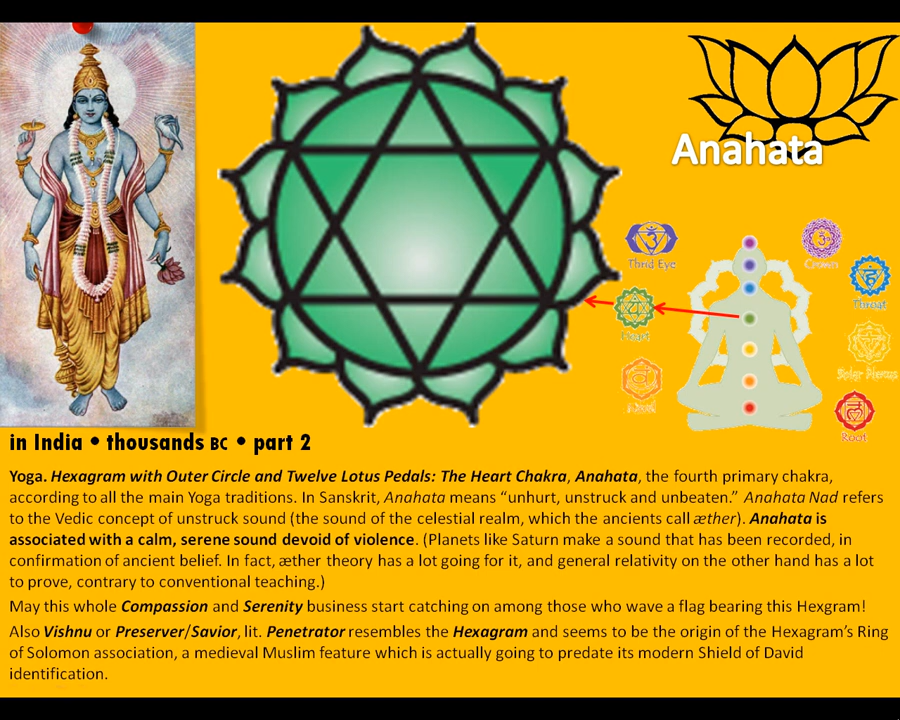 Anahata
Thrid Eye
Crown
Throat
Heart
Solar Plexus
Navel
Root
in India • thousands BC • part 2
Yoga. Hexagram with Outer Circle and Twelve Lotus Pedals: The Heart Chakra, Anahata, the fourth primary chakra,
according to all the main Yoga traditions. In Sanskrit, Anahata means “unhurt, unstruck and unbeaten.” Anahata Nad refers
to the Vedic concept of unstruck sound (the sound of the celestial realm, which the ancients call æther). Anahata is
associated with a calm, serene sound devoid of violence. (Planets like Saturn make a sound that has been recorded, in
confirmation of ancient belief. In fact, æther theory has a lot going for it, and general relativity on the other hand has a lot
to prove, contrary to conventional teaching.)
May this whole Compassion and Serenity business start catching on among those who wave a flag bearing this Hexgram!
Also Vishnu or Preserver/Savior, lit. Penetrator resembles the Hexagram and seems to be the origin of the Hexagram’s Ring
of Solomon association, a medieval Muslim feature which is actually going to predate its modern Shield of David
identification.